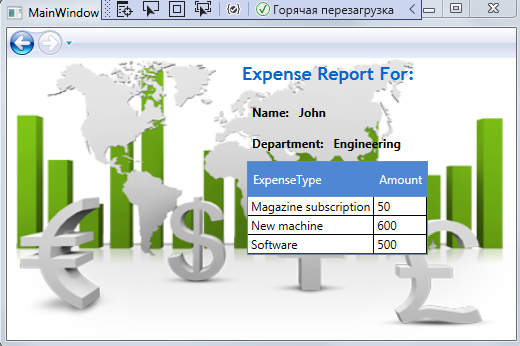 MainWindow
Горячая перезагрузка
Expense Report For:
Name: John
Department: Engineering
ExpenseType Amount
Magazine subscription 50
New machine 600
Software 500